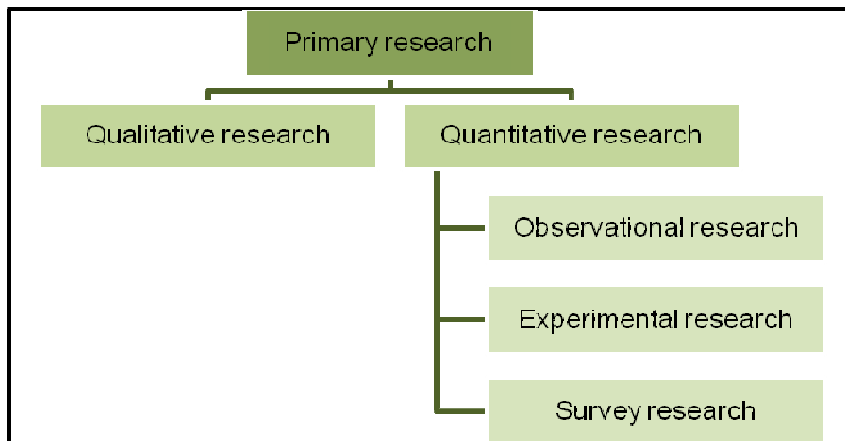 Primary research
Qualitative research
Quantitative research
Observational research
Experimental research
Survey research